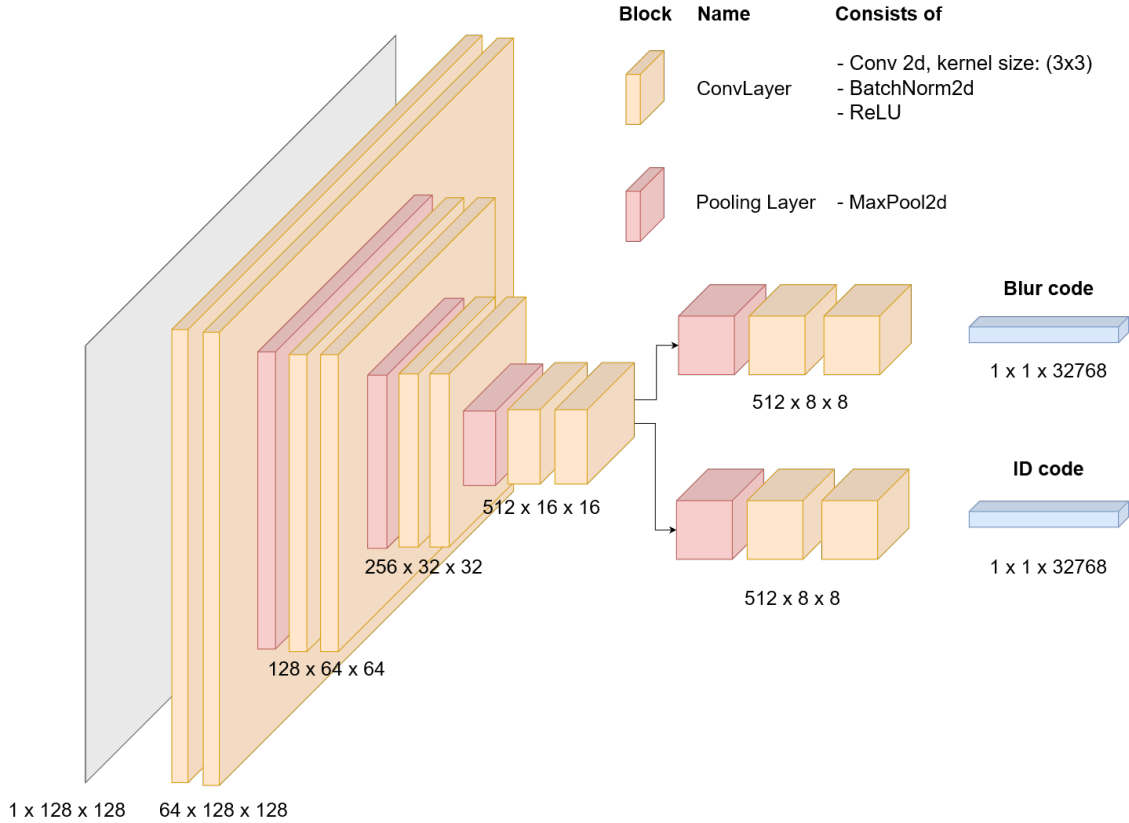 Block Name Consists of
ConvLayer
- Conv 2d, kernel size: (3x3)
- BatchNorm2d
- ReLU
Pooling Layer - MaxPool2d
Blur code
1 x 1 x 32768
512 x 8 x 8
ID code
1 x 1 x 32768
512 x 8 x 8
512 x 16 x 16
256 x 32 x 32
128 x 64 x 64
1 x 128 x 128
64 x 128 x 128